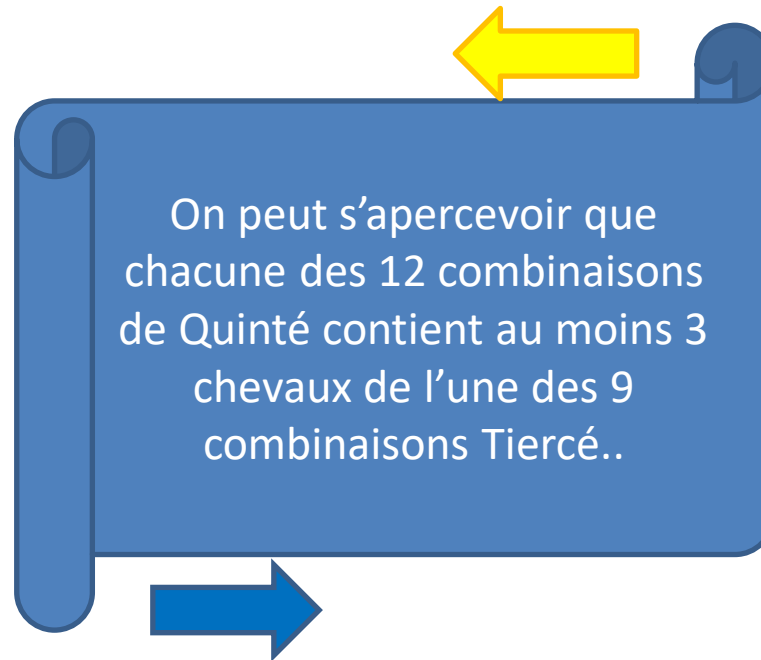 On peut s’apercevoir que
chacune des 12 combinaisons
de Quinté contient au moins 3
chevaux de l’une des 9
combinaisons Tiercé..